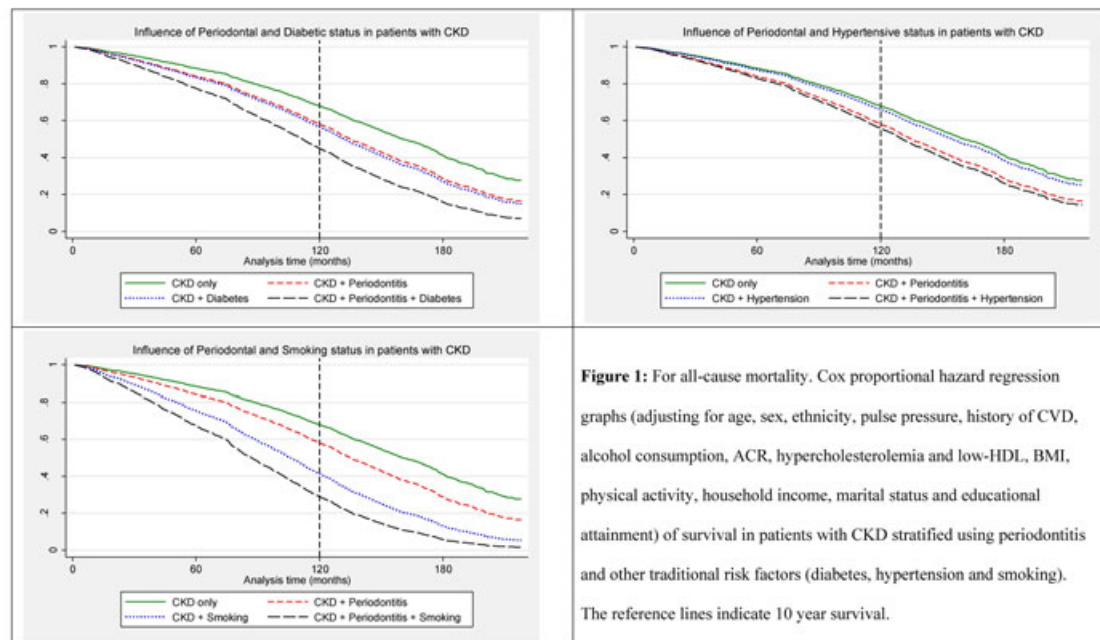 Influence of Periodontal and Diabetic status in patients with CKD
1
.8
.6
.4
.2
0
0 60 120 180
Analysis time (months)
CKD only CKD + Periodontitis
CKD + Diabetes CKD + Periodontitis + Diabetes
Influence of Periodontal and Hypertensive status in patients with CKD
1
.8
.6
.4
.2
0
0 60 120 180
Analysis time (months)
CKD only CKD + Periodontitis
CKD + Hypertension CKD + Periodontitis + Hypertension
Influence of Periodontal and Smoking status in patients with CKD
1
.8
.6
.4
.2
0
0 60 120 180
Analysis time (months)
CKD only CKD + Periodontitis
CKD + Smoking CKD + Periodontitis + Smoking
Figure 1: For all-cause mortality. Cox proportional hazard regression
graphs (adjusting for age, sex, ethnicity, pulse pressure, history of CVD,
alcohol consumption, ACR, hypercholesterolemia and low-HDL, BMI,
physical activity, household income, marital status and educational
attainment) of survival in patients with CKD stratified using periodontitis
and other traditional risk factors (diabetes, hypertension and smoking).
The reference lines indicate 10 year survival.